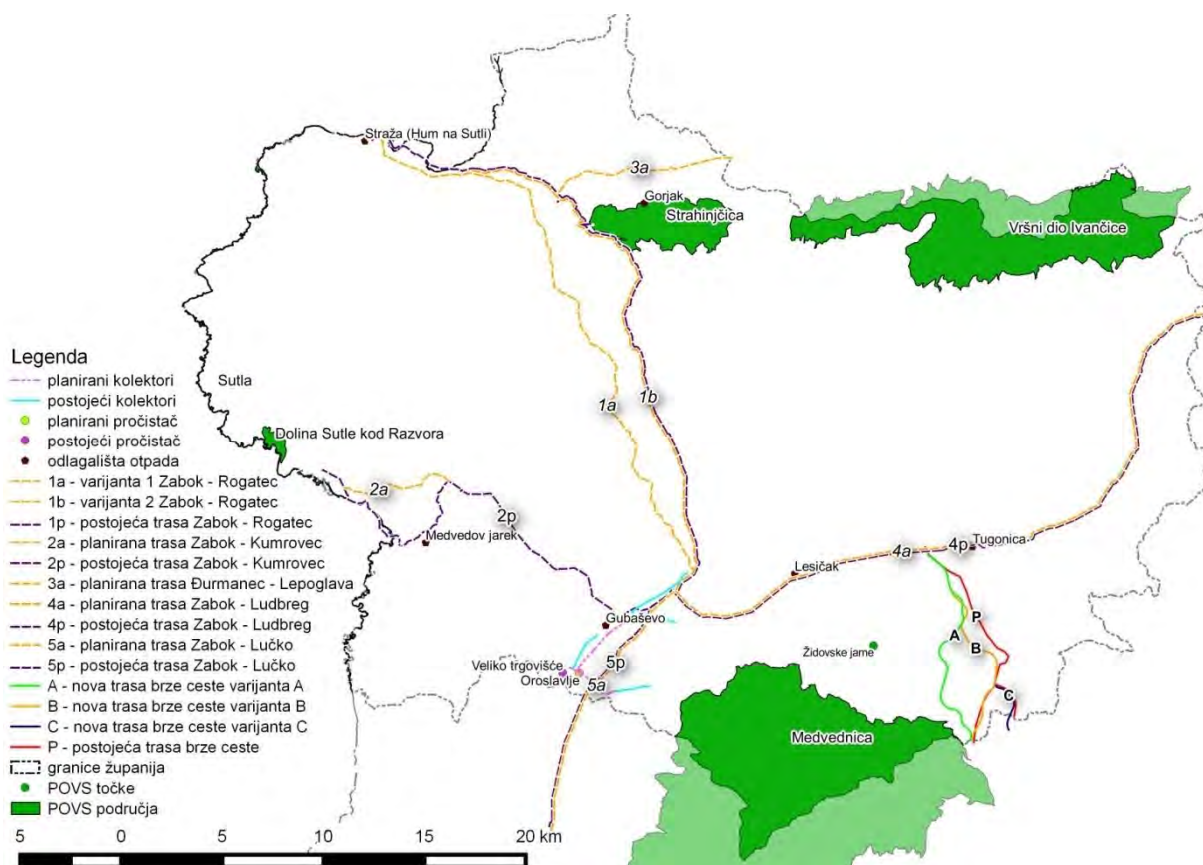 Straža (Hum na Sutli)
3a
Gorjak
Strahinjčica
Vršni dio Ivančice
Legenda
planirani kolektori
postojeći kolektori
planirani pročistač
postojeći pročistač
odlagališta otpada
1a - varijanta 1 Zabok - Rogatec
1b - varijanta 2 Zabok - Rogatec
1p - postojeća trasa Zabok - Rogatec
2a - planirana trasa Zabok - Kumrovec
2p - postojeća trasa Zabok - Kumrovec
3a - planirana trasa Đurmanec - Lepoglava
4a - planirana trasa Zabok - Ludbreg
4p - postojeća trasa Zabok - Ludbreg
5a - planirana trasa Zabok - Lučko
5p - postojeća trasa Zabok - Lučko
A - nova trasa brze ceste varijanta A
B - nova trasa brze ceste varijanta B
C - nova trasa brze ceste varijanta C
P - postojeća trasa brze ceste
granice županija
POVS točke
POVS područja
5 0 5 10 15 20 km
Sutla
1a
1b
Dolina Sutle kod Razvora
2a
2p
Medvedov jarek
4a
4p
Tugonica
Lesičak
Gubaševo
P
A
B
Židovske jame
5p
Veliko trgovišće
Oroslavlje
5a
C
Medvednica